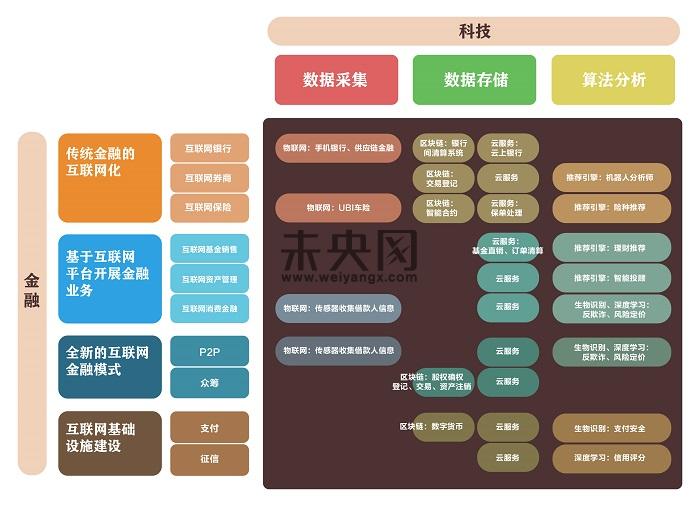 科技
数据采集
数据存储
算法分析
金融
传统金融的
互联网化
互联网银行
物联网：手机银行、供应链金融
区块链：银行
间清算系统
云服务：
云上银行
互联网券商
区块链：
交易登记
云服务
推荐引擎：机器人分析师
互联网保险
物联网：UBI车险
区块链：
智能合约
云服务：
保单处理
推荐引擎：险种推荐
基于互联网
平台开展金融
业务
互联网基金销售
云服务：
基金直销、订单清算
推荐引擎：理财推荐
互联网资产管理
云服务
推荐引擎：智能投顾
互联网消费金融
物联网：传感器收集借款人信息
云服务
生物识别、深度学习：
反欺诈、风险定价
全新的互联网
金融模式
P2P
物联网：传感器收集借款人信息
云服务
生物识别、深度学习：
反欺诈、风险定价
众筹
区块链：股权确权
登记、交易、资产注销
云服务
互联网基础
设施建设
支付
区块链：数字货币
云服务
生物识别：支付安全
征信
云服务
深度学习：信用评分
未央网
www.weiyangx.com